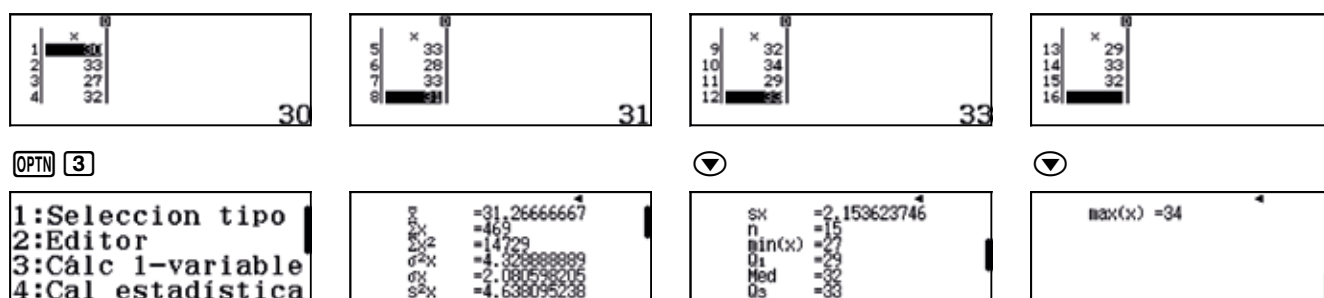 x
1 30
2 33
3 27
4 32
30
x
5 33
6 28
7 33
8 31
31
x
9 32
10 34
11 29
12 33
33
x
13 29
14 33
15 32
16
OPTN 3
1:Seleccion tipo
2:Editor
3:Cálc 1-variable
4:Cal estadística
x̄ =31,26666667
Σx =469
Σx² =14729
σ²x =4,328888889
σx =2,080598205
s²x =4,638095238
sx =2,153623746
n =15
min(x) =27
Q₁ =29
Med =32
Q₃ =33
max(x) =34